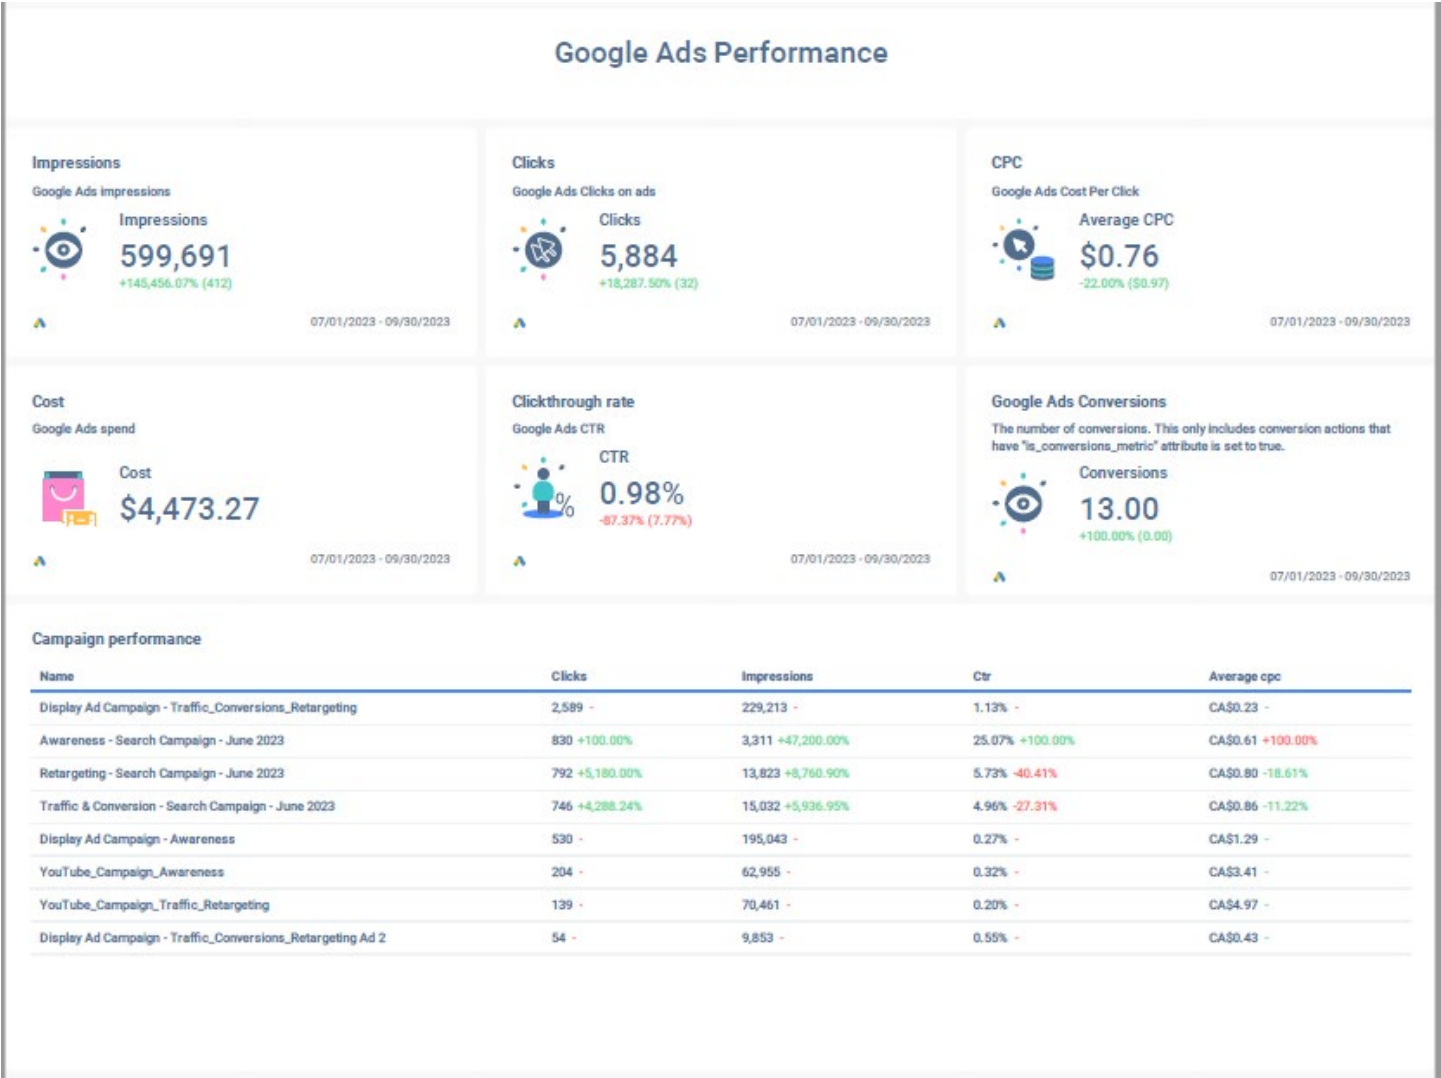 Google Ads Performance
Impressions
Google Ads impressions
Impressions
599,691
+145,456.07% (412)
07/01/2023 - 09/30/2023
Clicks
Google Ads Clicks on ads
Clicks
5,884
+18,287.50% (32)
07/01/2023 - 09/30/2023
CPC
Google Ads Cost Per Click
Average CPC
$0.76
-22.00% ($0.97)
07/01/2023 - 09/30/2023
Cost
Google Ads spend
Cost
$4,473.27
07/01/2023 - 09/30/2023
Clickthrough rate
Google Ads CTR
CTR
%
0.98%
-87.37% (7.77%)
07/01/2023 - 09/30/2023
Google Ads Conversions
The number of conversions. This only includes conversion actions that
have "is_conversions_metric" attribute is set to true.
Conversions
13.00
+100.00% (0.00)
07/01/2023 - 09/30/2023
Campaign performance
Name Clicks Impressions Ctr Average cpc
Display Ad Campaign - Traffic_Conversions_Retargeting 2,589 - 229,213 - 1.13% - CA$0.23 -
Awareness - Search Campaign - June 2023 830 +100.00% 3,311 +47,200.00% 25.07% +100.00% CA$0.61 +100.00%
Retargeting - Search Campaign - June 2023 792 +5,180.00% 13,823 +8,760.90% 5.73% -40.41% CA$0.80 -18.61%
Traffic & Conversion - Search Campaign - June 2023 746 +4,288.24% 15,032 +5,936.95% 4.96% -27.31% CA$0.86 -11.22%
Display Ad Campaign - Awareness 530 - 195,043 - 0.27% - CA$1.29 -
YouTube_Campaign_Awareness 204 - 62,955 - 0.32% - CA$3.41 -
YouTube_Campaign_Traffic_Retargeting 139 - 70,461 - 0.20% - CA$4.97 -
Display Ad Campaign - Traffic_Conversions_Retargeting Ad 2 54 - 9,853 - 0.55% - CA$0.43 -